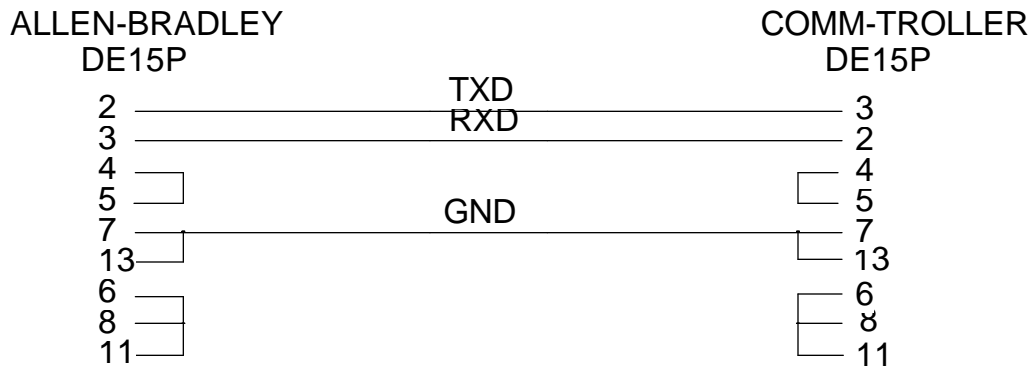 ALLEN-BRADLEY COMM-TROLLER
DE15P DE15P
TXD
2 3
RXD
3 2
4 4
5 5
GND
7 7
13 13
6 6
8 8
11 11